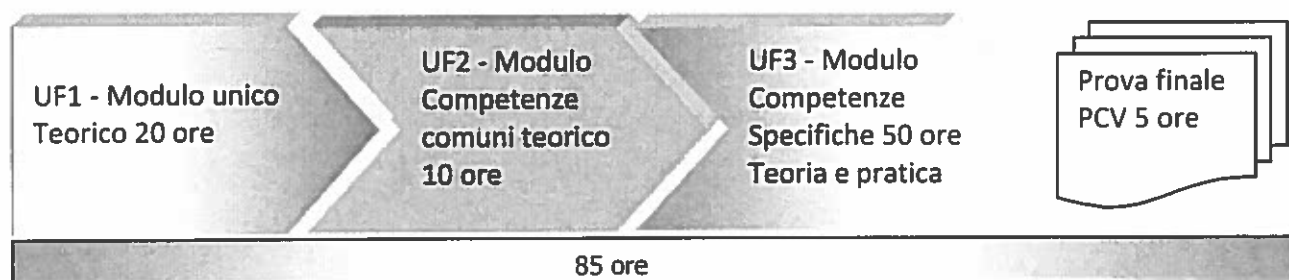 UF1 - Modulo unico
Teorico 20 ore
UF2 - Modulo
Competenze
comuni teorico
10 ore
UF3 - Modulo
Competenze
Specifiche 50 ore
Teoria e pratica
Prova finale
PCV 5 ore
85 ore